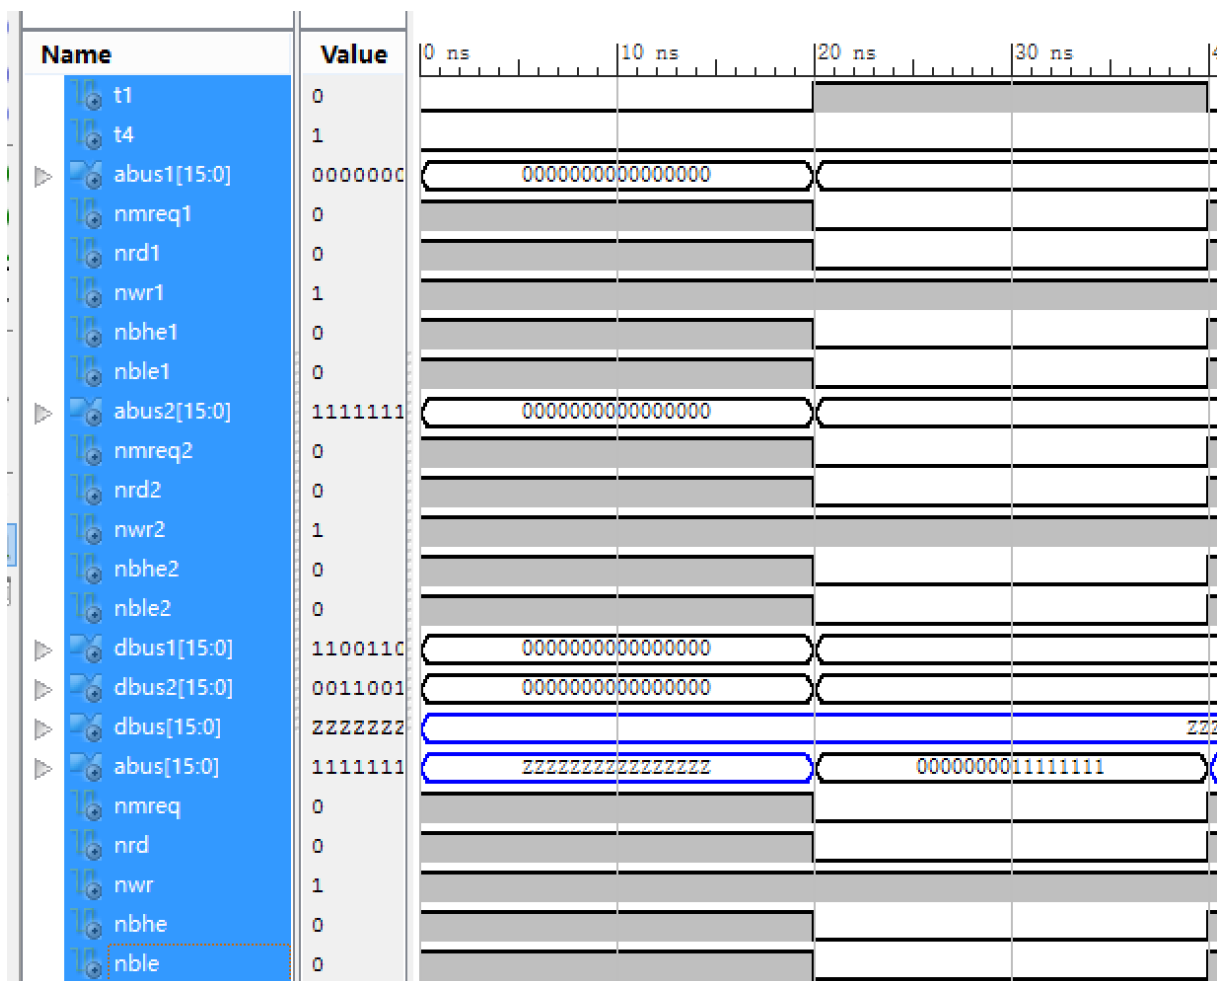 Name Value 0 ns 10 ns 20 ns 30 ns
t1 0
t4 1
abus1[15:0] 0000000 0000000000000000
nmreq1 0
nrd1 0
nwr1 1
nbhe1 0
nble1 0
abus2[15:0] 1111111 0000000000000000
nmreq2 0
nrd2 0
nwr2 1
nbhe2 0
nble2 0
dbus1[15:0] 1100110 0000000000000000
dbus2[15:0] 0011001 0000000000000000
dbus[15:0] ZZZZZZZ ZZZ
abus[15:0] 1111111 ZZZZZZZZZZZZZZZZ 0000000011111111
nmreq 0
nrd 0
nwr 1
nbhe 0
nble 0